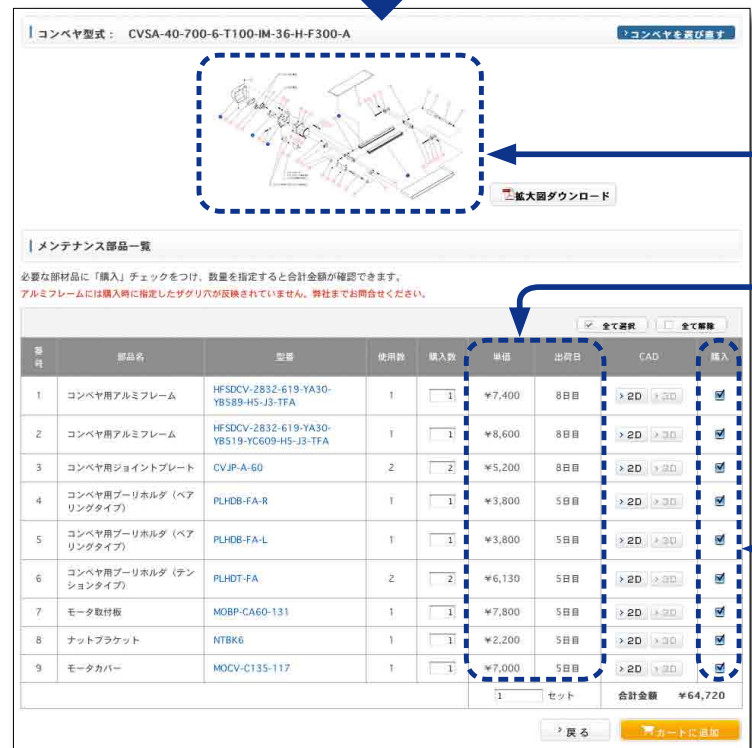 コンベヤ型式： CVSA-40-700-6-T100-IM-36-H-F300-A
コンベヤを選び直す
拡大図ダウンロード
メンテナンス部品一覧
必要な部材品に「購入」チェックをつけ、数量を指定すると合計金額が確認できます。
アルミフレームには購入時に指定したザグリ穴が反映されていません。弊社までお問合せください。
全て選択 全て解除
番号 部品名 型番 使用数 購入数 単価 出荷日 CAD 購入
1 コンベヤ用アルミフレーム HFSDCV-2832-619-YA30-
YB589-H5-J3-TFA 1 1 ¥7,400 8日目 2D 3D
2 コンベヤ用アルミフレーム HFSDCV-2832-619-YA30-
YB519-YC609-H5-J3-TFA 1 1 ¥8,600 8日目 2D 3D
3 コンベヤ用ジョイントプレート CVJP-A-60 2 2 ¥5,200 8日目 2D 3D
4 コンベヤ用プーリホルダ（ベア
リングタイプ） PLHDB-FA-R 1 1 ¥3,800 5日目 2D 3D
5 コンベヤ用プーリホルダ（ベア
リングタイプ） PLHDB-FA-L 1 1 ¥3,800 5日目 2D 3D
6 コンベヤ用プーリホルダ（テン
ションタイプ） PLHDT-FA 2 2 ¥6,130 5日目 2D 3D
7 モータ取付板 MOBP-CA60-131 1 1 ¥7,800 5日目 2D 3D
8 ナットブラケット NTBK6 1 1 ¥2,200 5日目 2D 3D
9 モータカバー MOCV-C135-117 1 1 ¥7,000 5日目 2D 3D
1 セット 合計金額 ¥64,720
戻る カートに追加